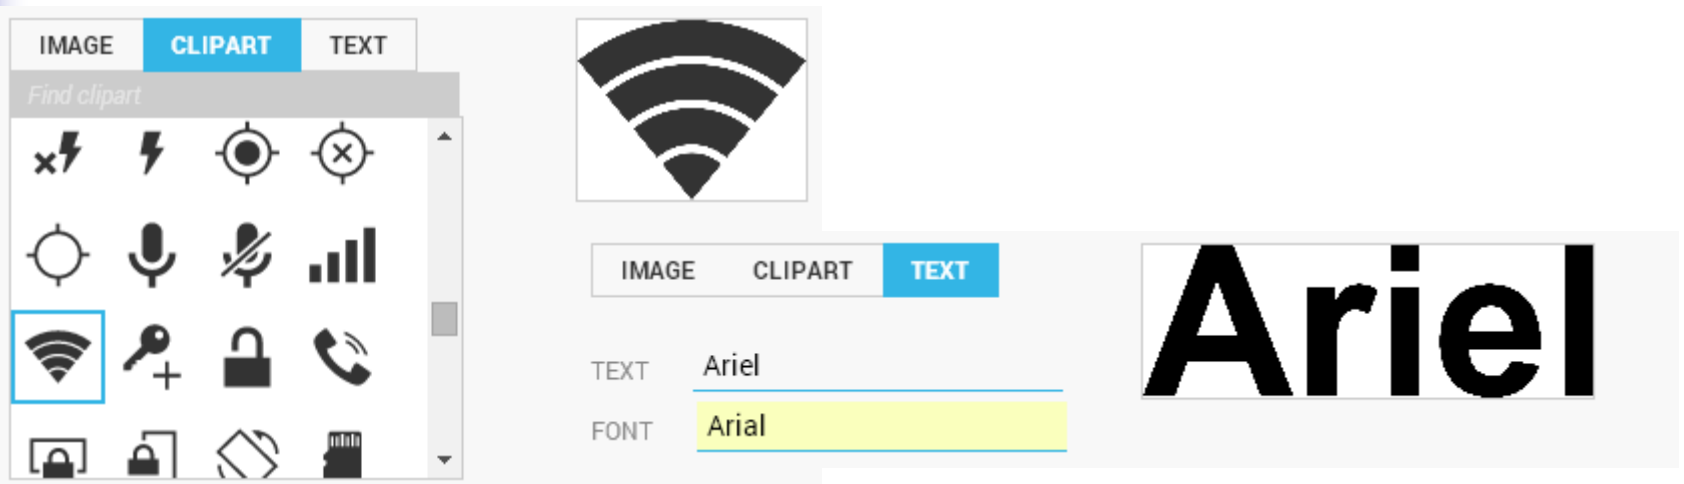 IMAGE CLIPART TEXT
Find clipart
IMAGE CLIPART TEXT
TEXT Ariel
FONT Arial
Ariel